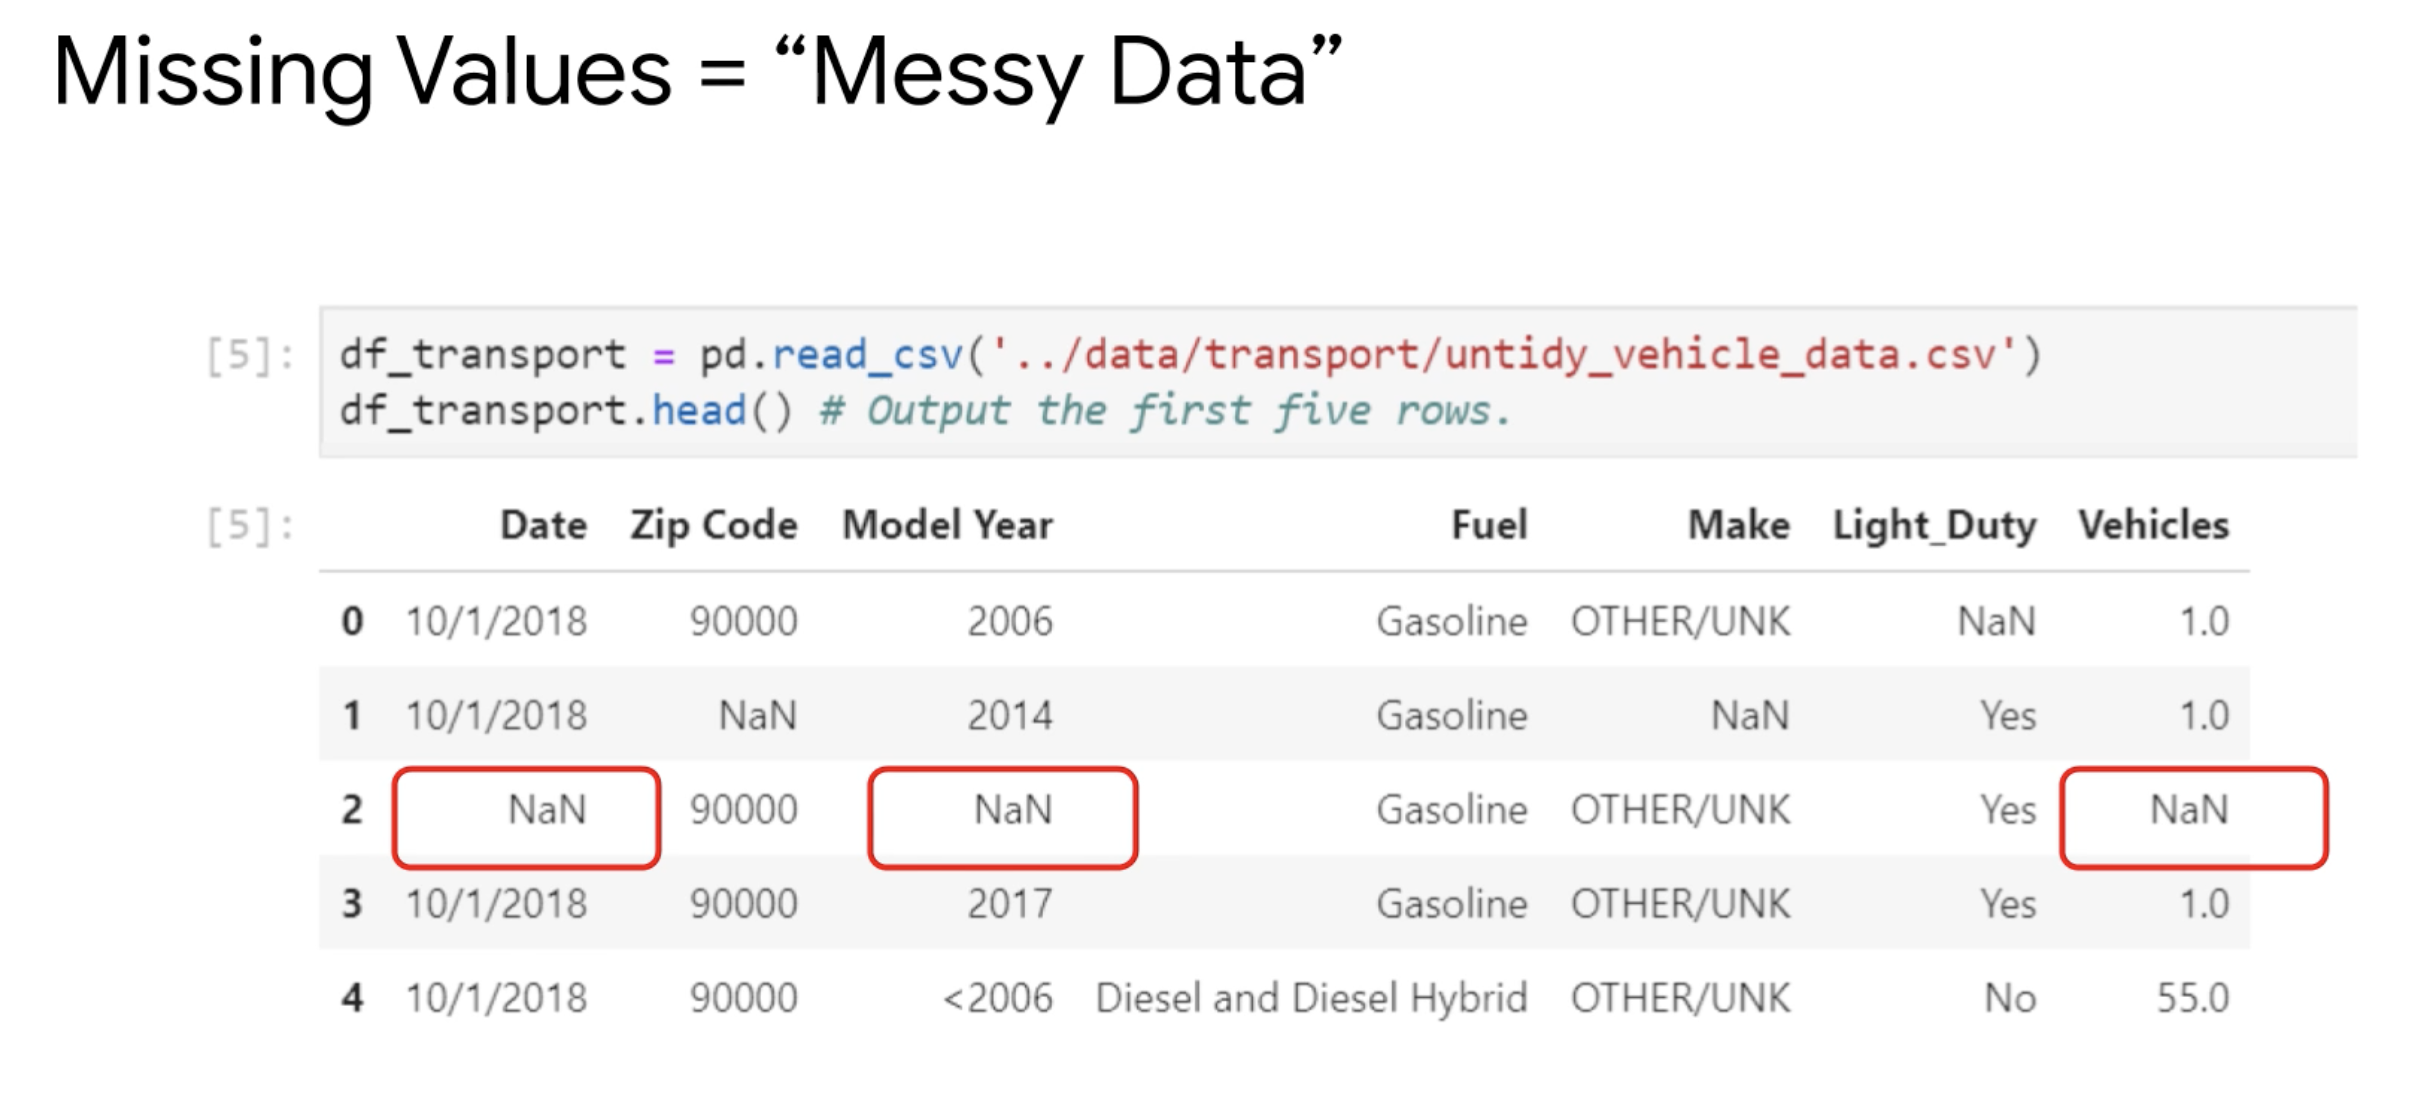 Missing Values = “Messy Data”
[5]: df_transport = pd.read_csv('../data/transport/untidy_vehicle_data.csv')
df_transport.head() # Output the first five rows.
[5]: Date Zip Code Model Year Fuel Make Light_Duty Vehicles
0 10/1/2018 90000 2006 Gasoline OTHER/UNK NaN 1.0
1 10/1/2018 NaN 2014 Gasoline NaN Yes 1.0
2 NaN 90000 NaN Gasoline OTHER/UNK Yes NaN
3 10/1/2018 90000 2017 Gasoline OTHER/UNK Yes 1.0
4 10/1/2018 90000 <2006 Diesel and Diesel Hybrid OTHER/UNK No 55.0